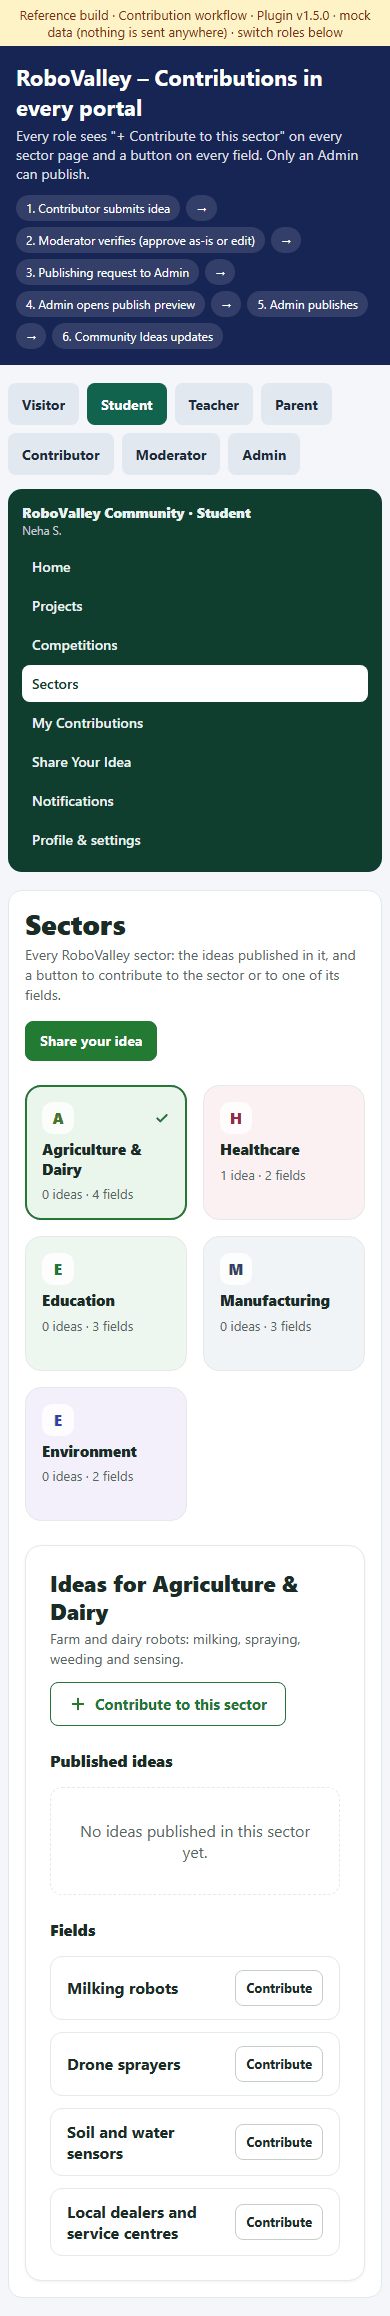 Reference build · Contribution workflow · Plugin v1.5.0 · mock
data (nothing is sent anywhere) · switch roles below
RoboValley – Contributions in
every portal
Every role sees "+ Contribute to this sector" on every
sector page and a button on every field. Only an Admin
can publish.
1. Contributor submits idea →
2. Moderator verifies (approve as-is or edit) →
3. Publishing request to Admin →
4. Admin opens publish preview → 5. Admin publishes
→ 6. Community Ideas updates
Visitor Student Teacher Parent
Contributor Moderator Admin
RoboValley Community · Student
Neha S.
Home
Projects
Competitions
Sectors
My Contributions
Share Your Idea
Notifications
Profile & settings
Sectors
Every RoboValley sector: the ideas published in it, and
a button to contribute to the sector or to one of its
fields.
Share your idea
A ✓
Agriculture &
Dairy
0 ideas · 4 fields
H
Healthcare
1 idea · 2 fields
E
Education
0 ideas · 3 fields
M
Manufacturing
0 ideas · 3 fields
E
Environment
0 ideas · 2 fields
Ideas for Agriculture &
Dairy
Farm and dairy robots: milking, spraying,
weeding and sensing.
+ Contribute to this sector
Published ideas
No ideas published in this sector
yet.
Fields
Milking robots Contribute
Drone sprayers Contribute
Soil and water
sensors
Contribute
Local dealers and
service centres
Contribute